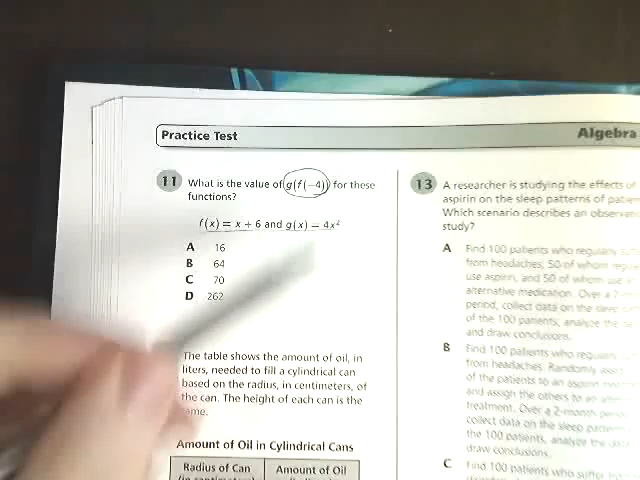 Practice Test
Algebra
11 What is the value of g(f(−4)) for these
functions?
f(x) = x + 6 and g(x) = 4x²
A 16
B 64
C 70
D 262
The table shows the amount of oil, in
liters, needed to fill a cylindrical can
based on the radius, in centimeters, of
the can. The height of each can is the
Amount of Oil in Cylindrical Cans
Radius of Can
Amount of Oil
13 A researcher is studying the effects of
aspirin on the sleep patterns of
Which scenario describes an
study?
A Find 100 patients who regularly
from headaches; 50 of whom
use aspirin, and 50 of whom use
alternative medication. Over a
period, collect data on the sleep
of the 100 patients, analyze the
and draw conclusions.
B Find 100 patients who regularly
from headaches. Randomly
of the patients to an aspirin
and assign the others to an
treatment. Over a 2-month
collect data on the sleep
the 100 patients, analyze the
draw conclusions.
C Find 100 patients who suffer